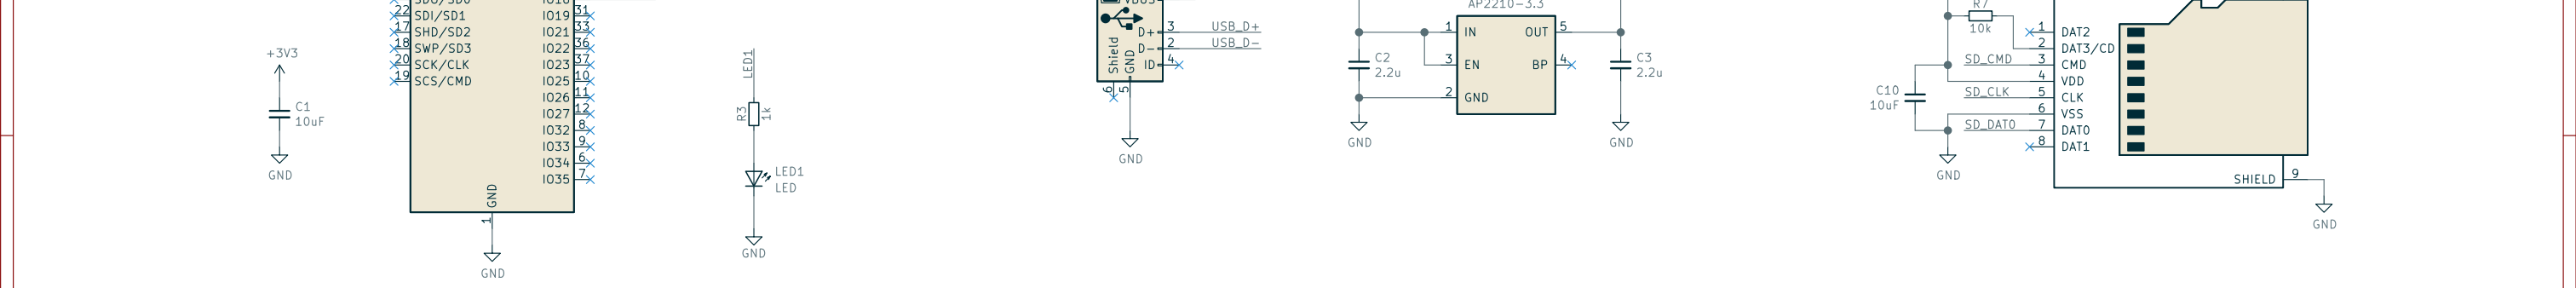 +3V3
C1
10uF
GND
22 SDI/SD1
17 SHD/SD2
18 SWP/SD3
20 SCK/CLK
19 SCS/CMD
31 IO19
33 IO21
36 IO22
37 IO23
10 IO25
11 IO26
12 IO27
8 IO32
9 IO33
6 IO34
7 IO35
GND
1
GND
LED1
R3
1k
LED1
LED
GND
D+ 3 USB_D+
D- 2 USB_D-
ID 4
Shield
GND
6
5
GND
C2
2.2u
GND
AP2210-3.3
1 IN
3 EN
2 GND
OUT 5
BP 4
C3
2.2u
GND
R7
10k
C10
10uF
GND
SD_CMD
SD_CLK
SD_DAT0
1 DAT2
2 DAT3/CD
3 CMD
4 VDD
5 CLK
6 VSS
7 DAT0
8 DAT1
SHIELD 9
GND